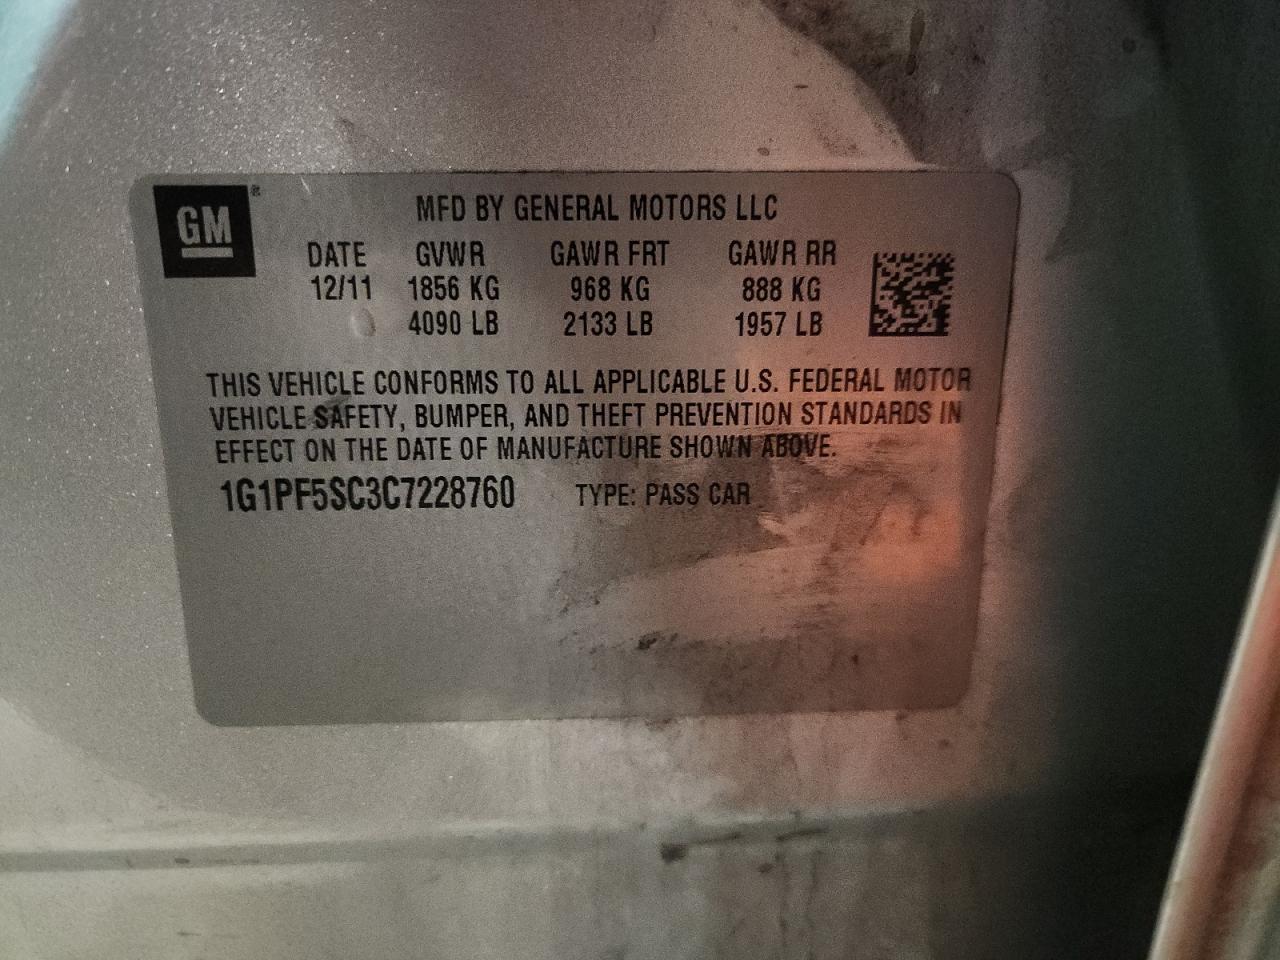 GM®
MFD BY GENERAL MOTORS LLC
DATE GVWR GAWR FRT GAWR RR
12/11 1856 KG 968 KG 888 KG
4090 LB 2133 LB 1957 LB
THIS VEHICLE CONFORMS TO ALL APPLICABLE U.S. FEDERAL MOTOR
VEHICLE SAFETY, BUMPER, AND THEFT PREVENTION STANDARDS IN
EFFECT ON THE DATE OF MANUFACTURE SHOWN ABOVE.
1G1PF5SC3C7228760 TYPE: PASS CAR